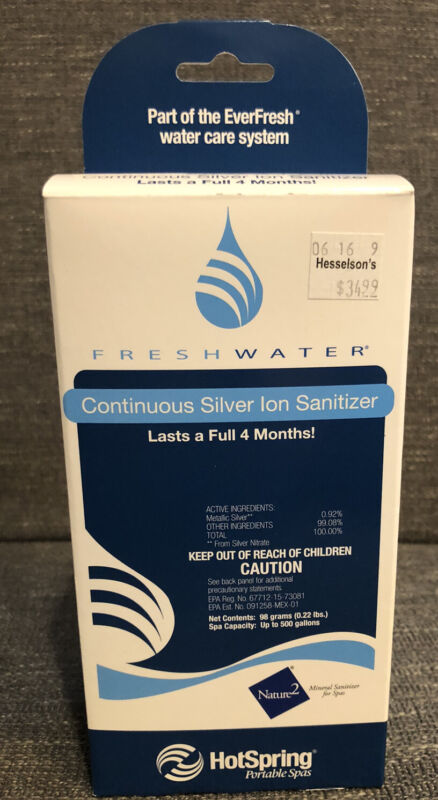 Part of the EverFresh®
water care system
Continuous Silver Ion Sanitizer
Lasts a Full 4 Months!
06 16 9
Hesselson's
$34.99
FRESHWATER®
Continuous Silver Ion Sanitizer
Lasts a Full 4 Months!
ACTIVE INGREDIENTS:
Metallic Silver** 0.92%
OTHER INGREDIENTS 99.08%
TOTAL 100.00%
** From Silver Nitrate
KEEP OUT OF REACH OF CHILDREN
CAUTION
See back panel for additional
precautionary statements.
EPA Reg. No. 67712-15-73081
EPA Est. No. 091258-MEX-01
Net Contents: 98 grams (0.22 lbs.)
Spa Capacity: Up to 500 gallons
Nature2®
Mineral Sanitizer
for Spas
HotSpring®
Portable Spas